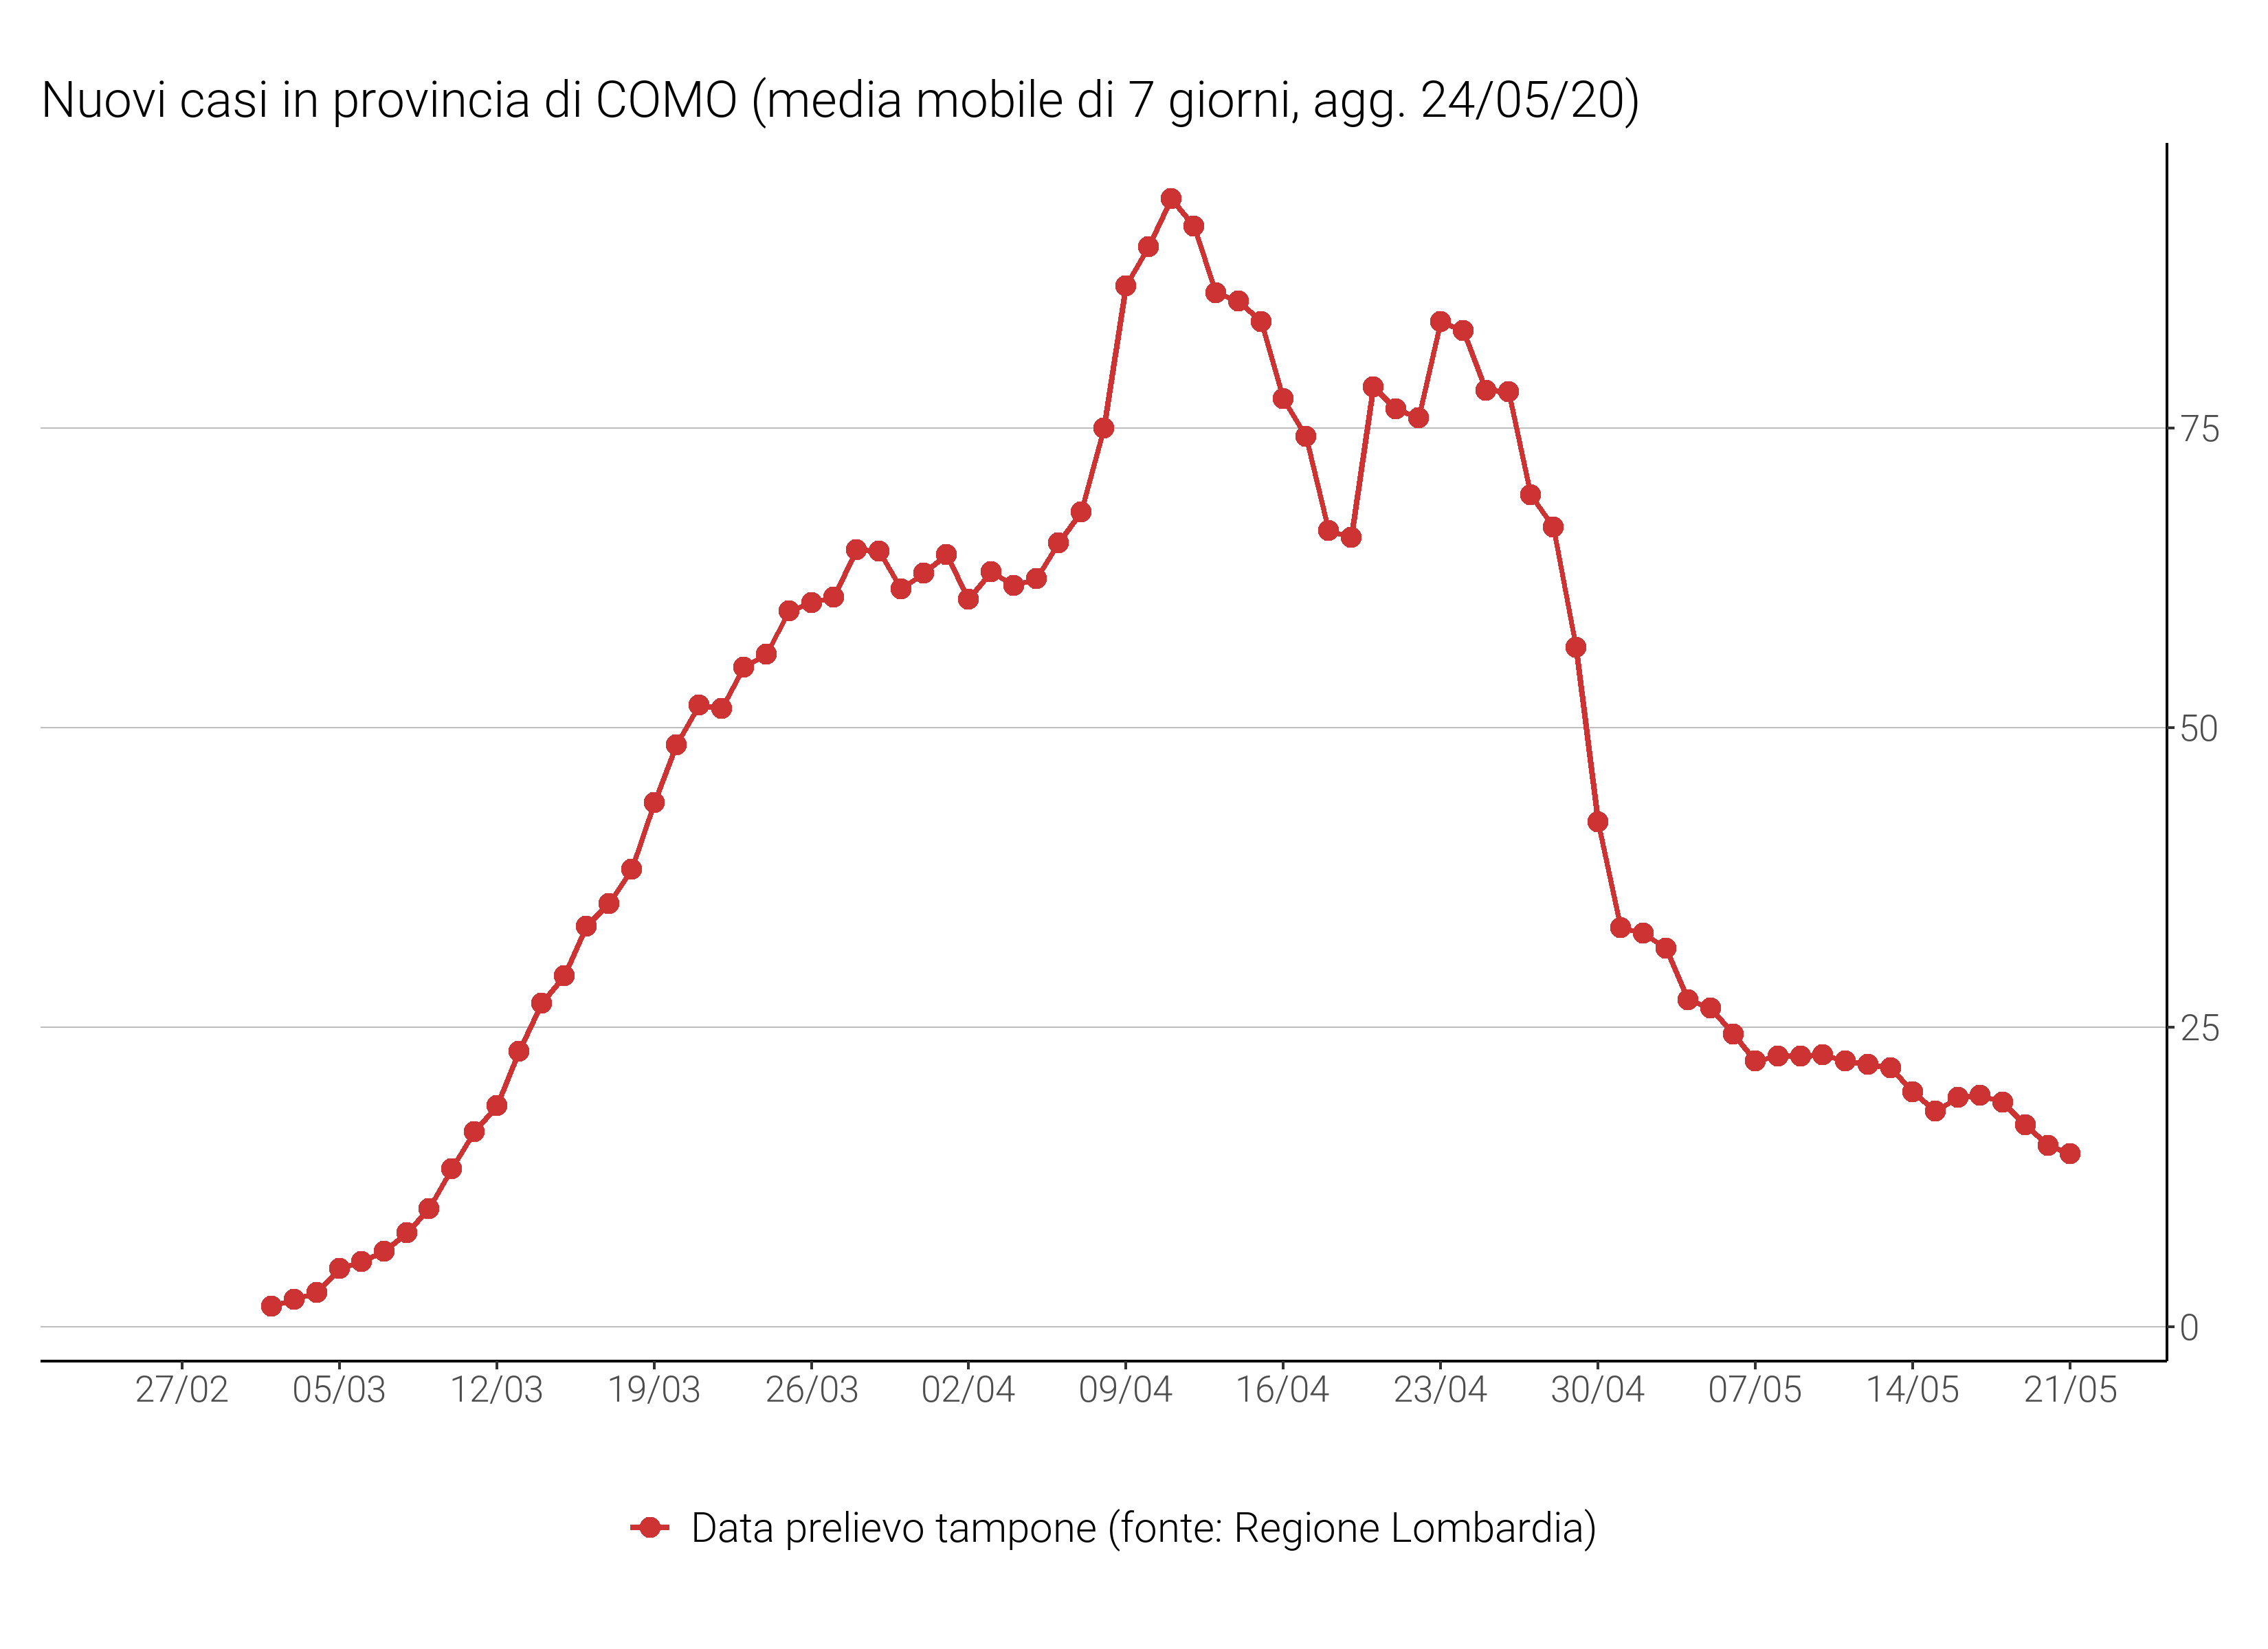 Nuovi casi in provincia di COMO (media mobile di 7 giorni, agg. 24/05/20)
75
50
25
0
27/02 05/03 12/03 19/03 26/03 02/04 09/04 16/04 23/04 30/04 07/05 14/05 21/05
Data prelievo tampone (fonte: Regione Lombardia)